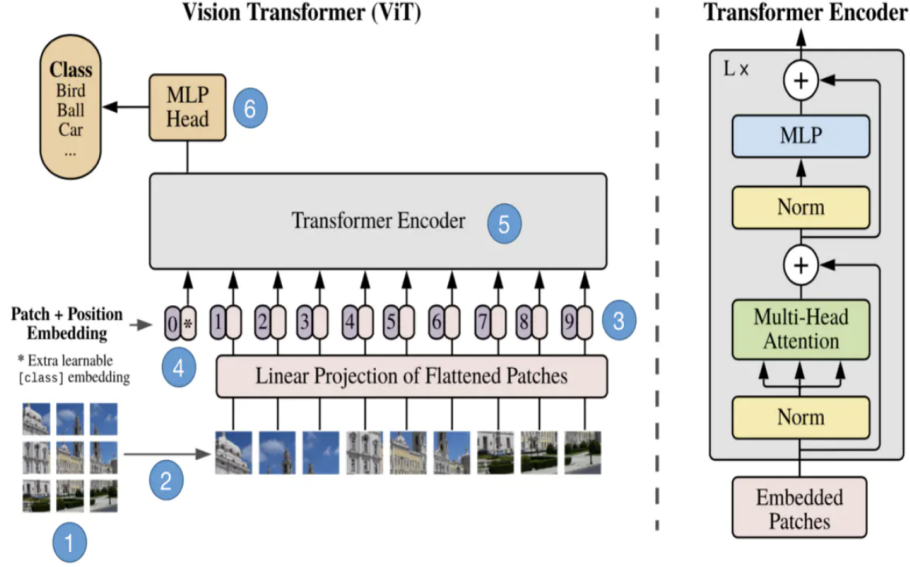 Vision Transformer (ViT)
Class
Bird
Ball
Car
...
MLP
Head
6
Transformer Encoder
5
Patch + Position
Embedding
0 *
1
2
3
4
5
6
7
8
9
3
* Extra learnable
[class] embedding
4
Linear Projection of Flattened Patches
2
1
Transformer Encoder
L x
+
MLP
Norm
+
Multi-Head
Attention
Norm
Embedded
Patches